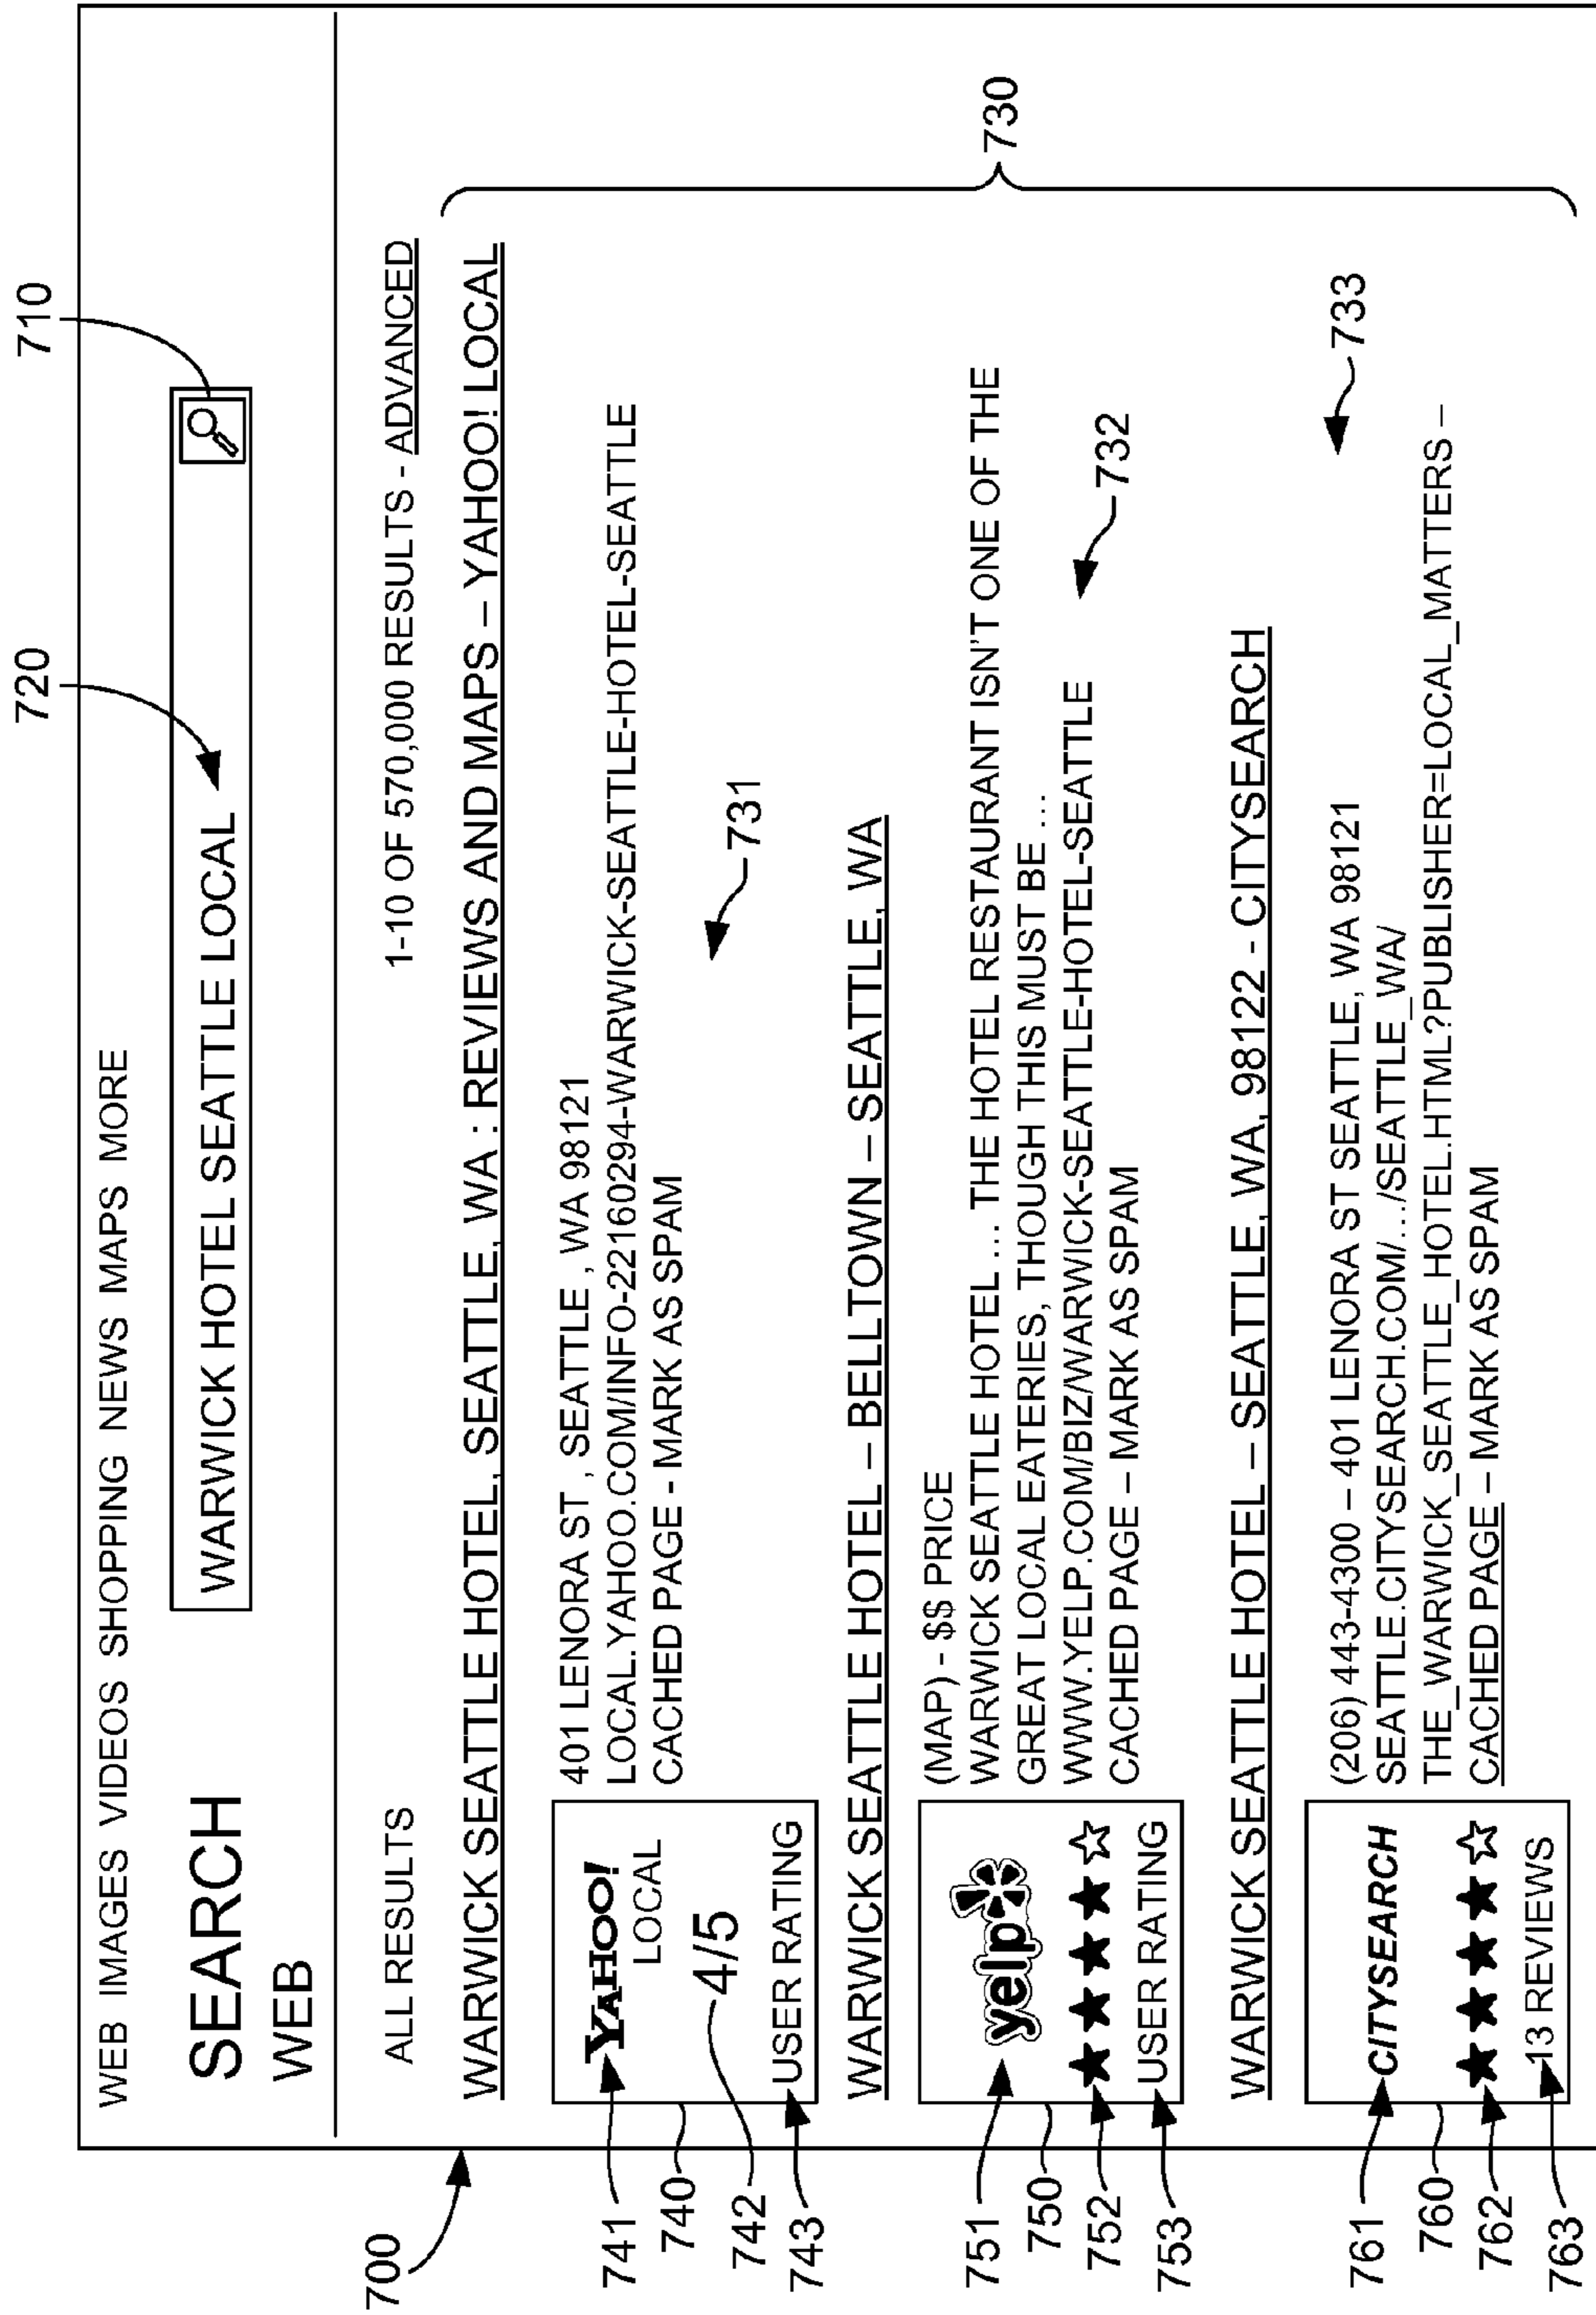 710
720
WEB IMAGES VIDEOS SHOPPING NEWS MAPS MORE
SEARCH
WARWICK HOTEL SEATTLE LOCAL
WEB
700
ALL RESULTS
1-10 OF 570,000 RESULTS - ADVANCED
WARWICK SEATTLE HOTEL, SEATTLE, WA : REVIEWS AND MAPS – YAHOO! LOCAL
741
740
742
743
YAHOO!
LOCAL
4/5
USER RATING
401 LENORA ST , SEATTLE , WA 98121
LOCAL.YAHOO.COM/INFO-22160294-WARWICK-SEATTLE-HOTEL-SEATTLE
CACHED PAGE - MARK AS SPAM
731
WARWICK SEATTLE HOTEL – BELLTOWN – SEATTLE, WA
730
751
750
752
753
yelp
USER RATING
(MAP) - $$ PRICE
WARWICK SEATTLE HOTEL … THE HOTEL RESTAURANT ISN'T ONE OF THE
GREAT LOCAL EATERIES, THOUGH THIS MUST BE …
WWW.YELP.COM/BIZ/WARWICK-SEATTLE-HOTEL-SEATTLE
CACHED PAGE – MARK AS SPAM
732
WARWICK SEATTLE HOTEL – SEATTLE, WA, 98122 - CITYSEARCH
761
760
762
763
CITYSEARCH
13 REVIEWS
(206) 443-4300 – 401 LENORA ST SEATTLE, WA 98121
SEATTLE.CITYSEARCH.COM/…/SEATTLE_WA/
THE_WARWICK_SEATTLE_HOTEL.HTML?PUBLISHER=LOCAL_MATTERS –
CACHED PAGE – MARK AS SPAM
733